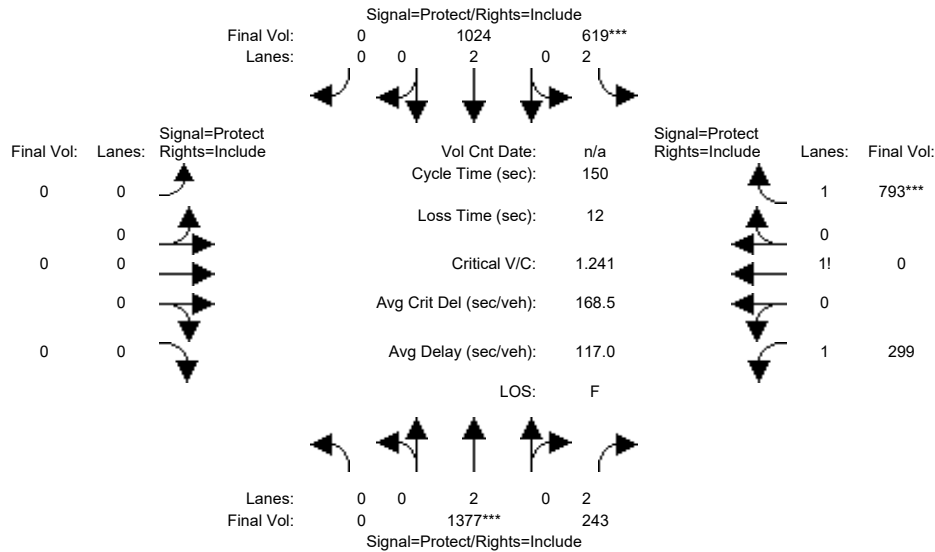 Signal=Protect/Rights=Include
Final Vol: 0 1024 619***
Lanes: 0 0 2 0 2
Signal=Protect
Final Vol: Lanes: Rights=Include
Vol Cnt Date: n/a
Signal=Protect
Rights=Include Lanes: Final Vol:
Cycle Time (sec): 150
0 0
1 793***
Loss Time (sec): 12
0
0
0 0
Critical V/C: 1.241
1! 0
0
Avg Crit Del (sec/veh): 168.5
0
0 0
Avg Delay (sec/veh): 117.0
1 299
LOS: F
Lanes: 0 0 2 0 2
Final Vol: 0 1377*** 243
Signal=Protect/Rights=Include